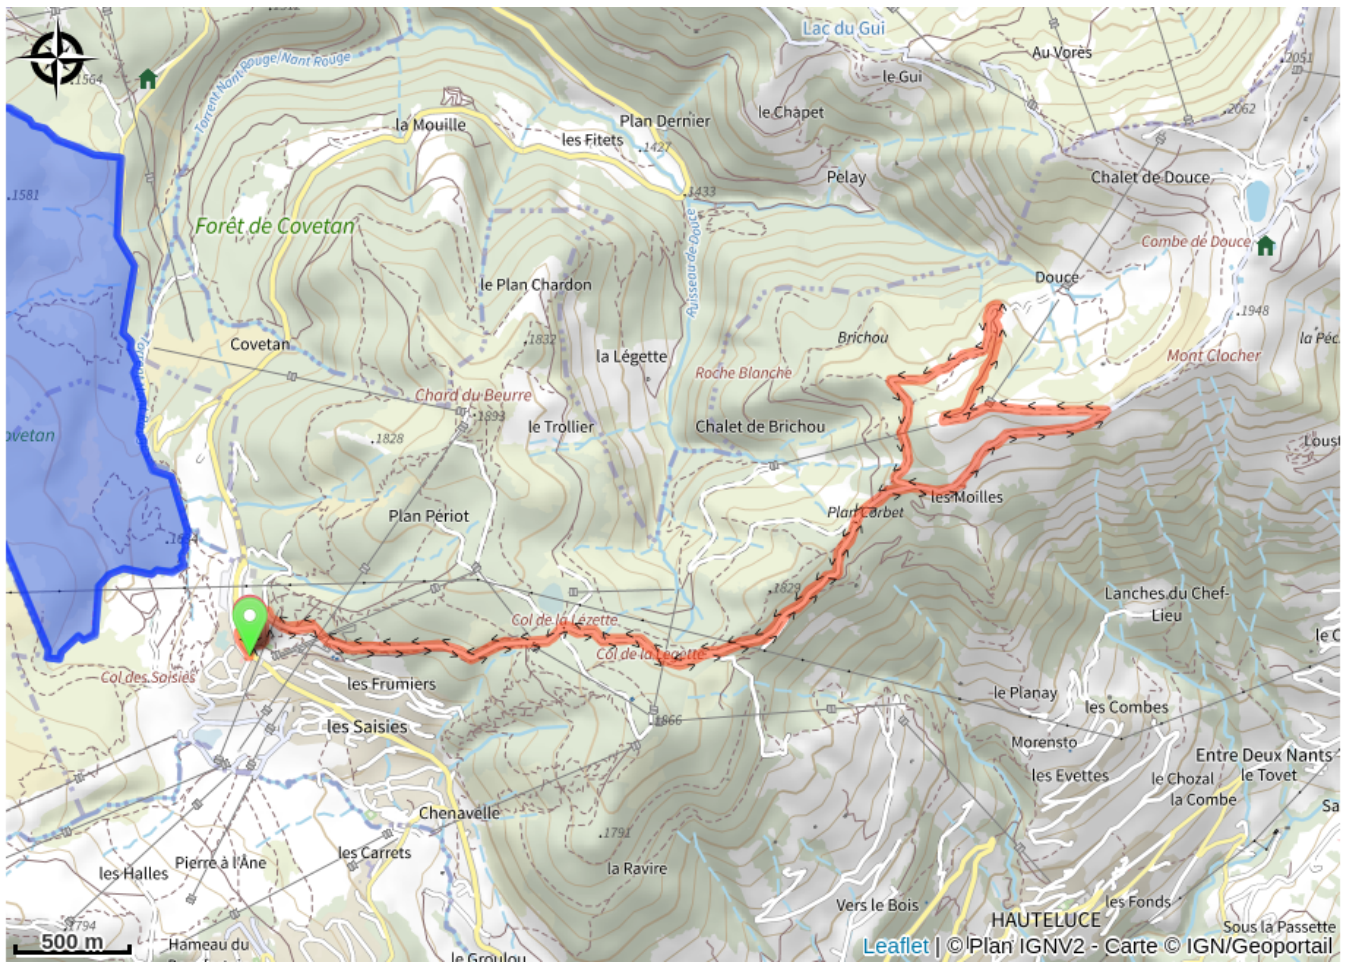 Lac du Gui
Au Vorès
.2051
Torrent Nant Rouge/Nant Rouge
.1564
le Gui
.2062
le Chapet
Plan Dernier
la Mouille
les Fitets
.1427
Pelay
Chalet de Douce
.1433
.1581
Forêt de Covetan
Ruisseau de Douce
Combe de Douce
Douce
le Plan Chardon
.1948
.1832
Brichou
Covetan
la Légette
Mont Clocher
la Péc
Roche Blanche
Chard du Beurre
.1893
le Trollier
Chalet de Brichou
ovetan
.1828
Loust
les Moilles
Plan Périot
Plan Corbet
.1829
Lanches du Chef-
Lieu
Col de la Lézette
le C
Col de la Legette
Col des Saisies
les Frumiers
le Planay
les Combes
.1866
les Saisies
Morensto
Entre Deux Nants
les Evettes
le Chozal
le Tovet
la Combe
Sa
Chenavelle
.1791
les Carrets
Pierre à l'Âne
les Halles
la Ravire
Vers le Bois
les Fonds
HAUTELUCE
.1794
Sous la Passette
500 m
Hameau du
le Groulou
Leaflet | © Plan IGNV2 - Carte © IGN/Geoportail